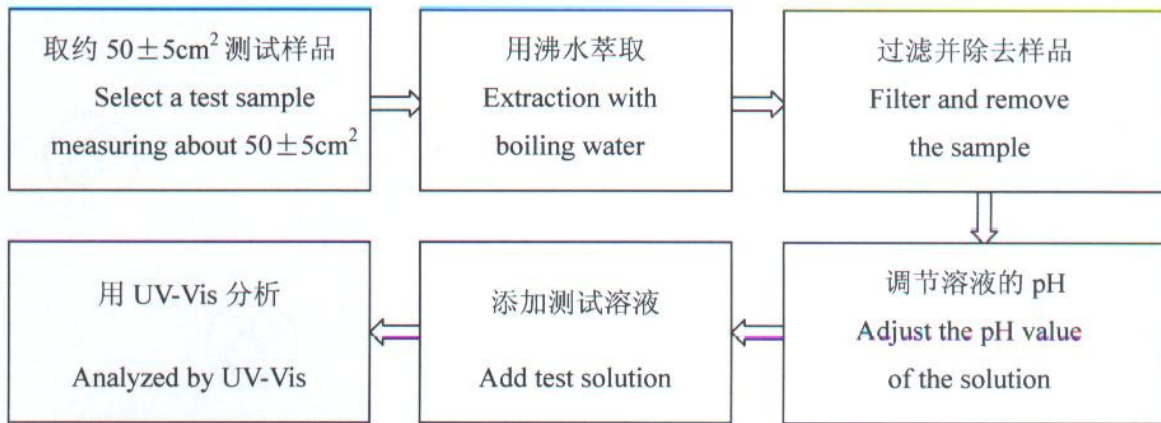 取约 50±5cm² 测试样品
Select a test sample
measuring about 50±5cm²
用沸水萃取
Extraction with
boiling water
过滤并除去样品
Filter and remove
the sample
调节溶液的 pH
Adjust the pH value
of the solution
添加测试溶液
Add test solution
用 UV-Vis 分析
Analyzed by UV-Vis